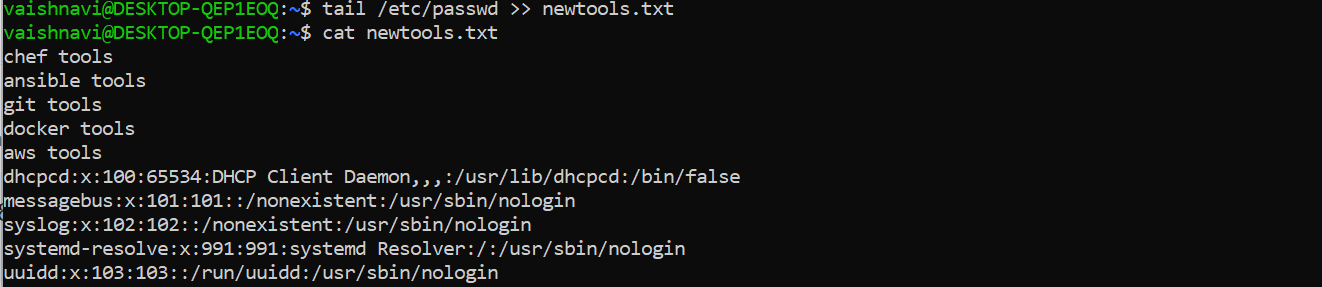 vaishnavi@DESKTOP-QEP1EOQ:~$ tail /etc/passwd >> newtools.txt
vaishnavi@DESKTOP-QEP1EOQ:~$ cat newtools.txt
chef tools
ansible tools
git tools
docker tools
aws tools
dhcpcd:x:100:65534:DHCP Client Daemon,,,:/usr/lib/dhcpcd:/bin/false
messagebus:x:101:101::/nonexistent:/usr/sbin/nologin
syslog:x:102:102::/nonexistent:/usr/sbin/nologin
systemd-resolve:x:991:991:systemd Resolver:/:/usr/sbin/nologin
uuidd:x:103:103::/run/uuidd:/usr/sbin/nologin